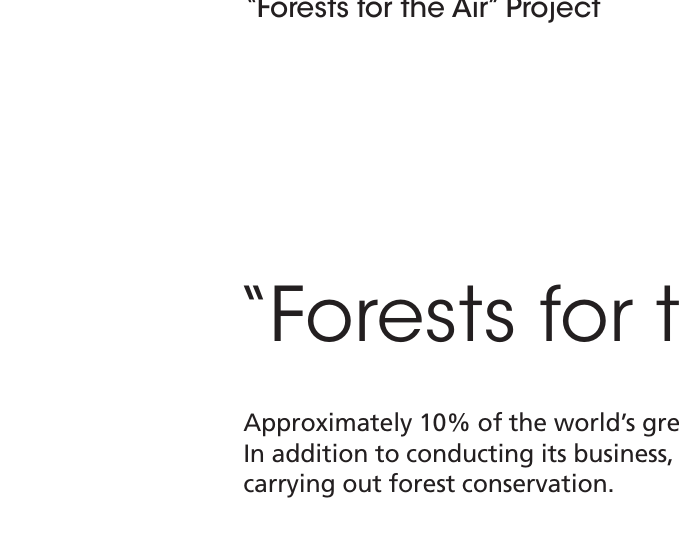 “Forests for the Air” Project
“Forests for t
Approximately 10% of the world’s gre
In addition to conducting its business,
carrying out forest conservation.